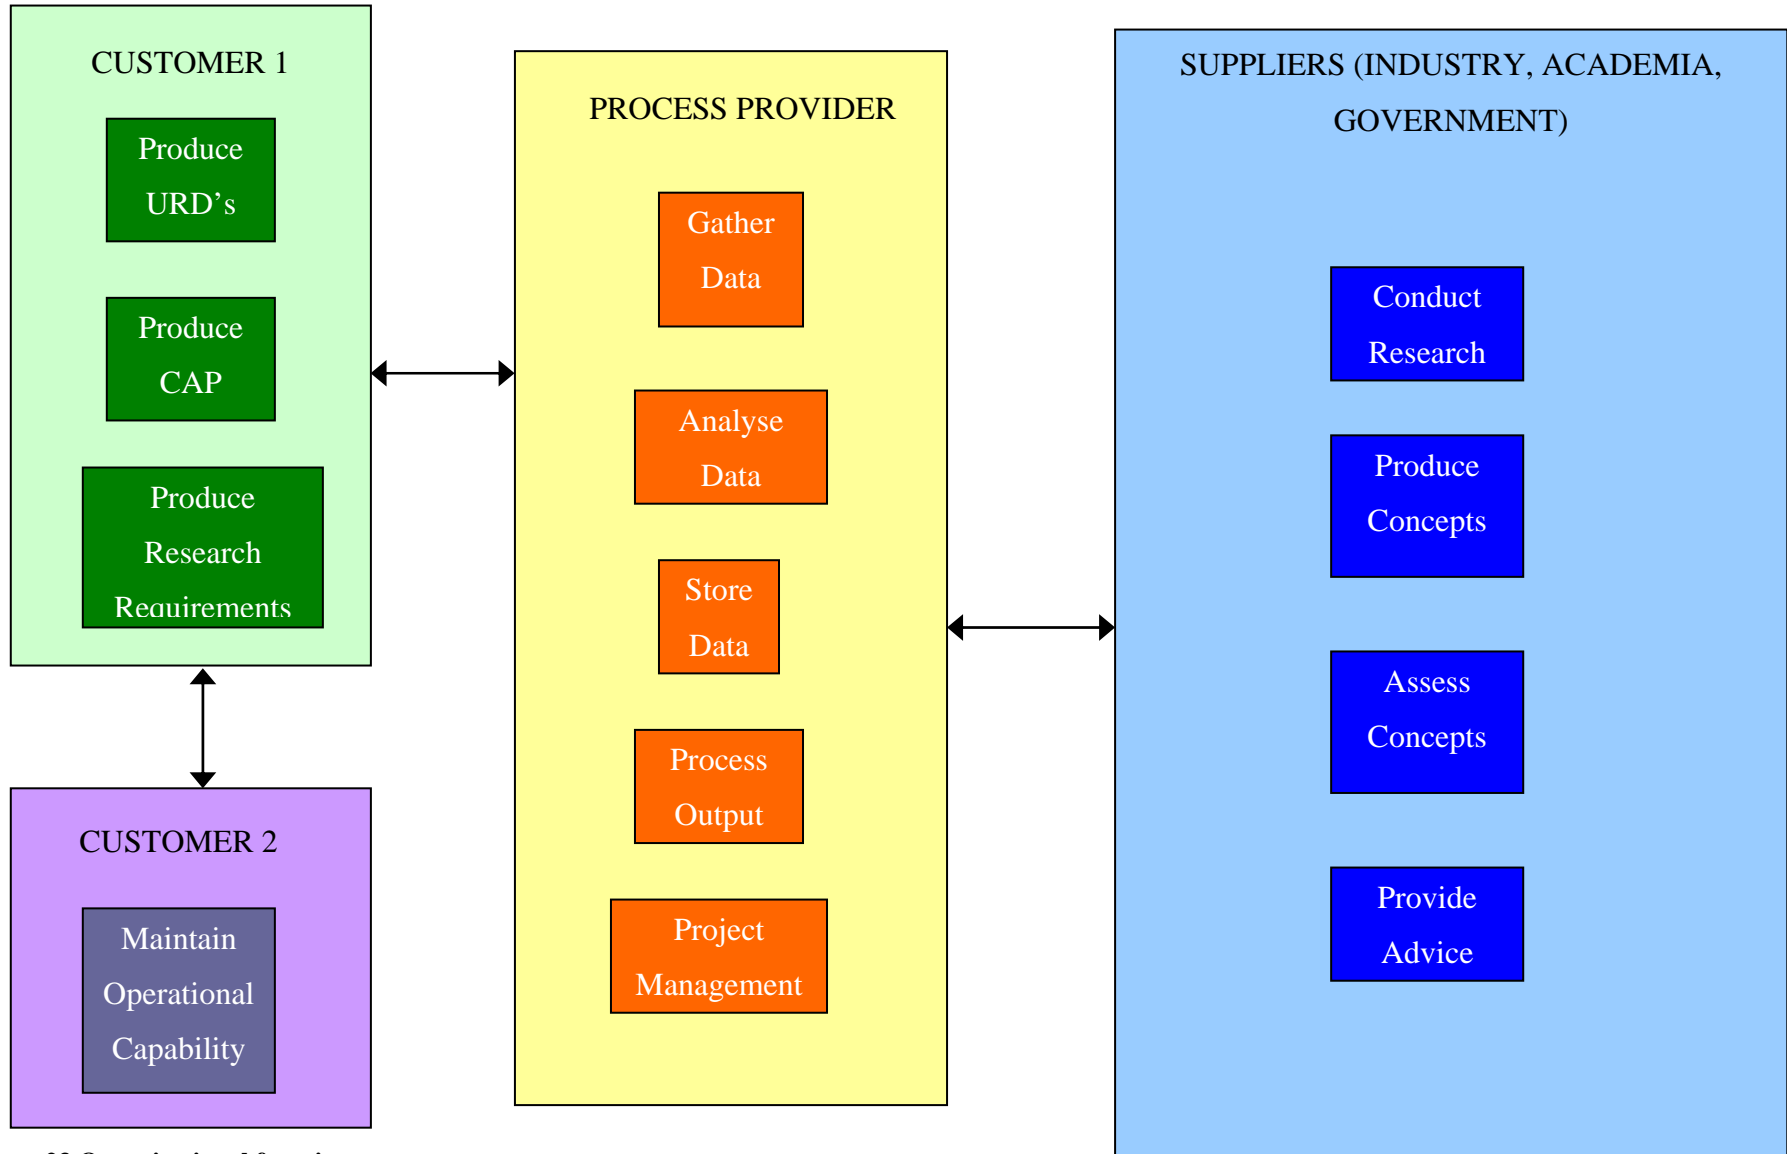 CUSTOMER 1
Produce
URD’s
Produce
CAP
Produce
Research
Requirements
CUSTOMER 2
Maintain
Operational
Capability
PROCESS PROVIDER
Gather
Data
Analyse
Data
Store
Data
Process
Output
Project
Management
SUPPLIERS (INDUSTRY, ACADEMIA,
GOVERNMENT)
Conduct
Research
Produce
Concepts
Assess
Concepts
Provide
Advice